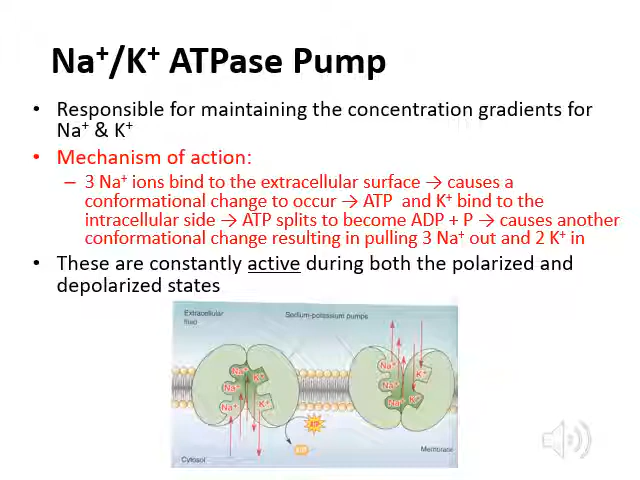 Na⁺/K⁺ ATPase Pump
• Responsible for maintaining the concentration gradients for
Na⁺ & K⁺
• Mechanism of action:
– 3 Na⁺ ions bind to the extracellular surface → causes a
conformational change to occur → ATP and K⁺ bind to the
intracellular side → ATP splits to become ADP + P → causes another
conformational change resulting in pulling 3 Na⁺ out and 2 K⁺ in
• These are constantly active during both the polarized and
depolarized states
Extracellular
fluid
Sodium-potassium pumps
Na⁺
K⁺
Na⁺
Na⁺
K⁺
Na⁺
K⁺
Na⁺
Na⁺
K⁺
ATP
Cytosol
Membrane